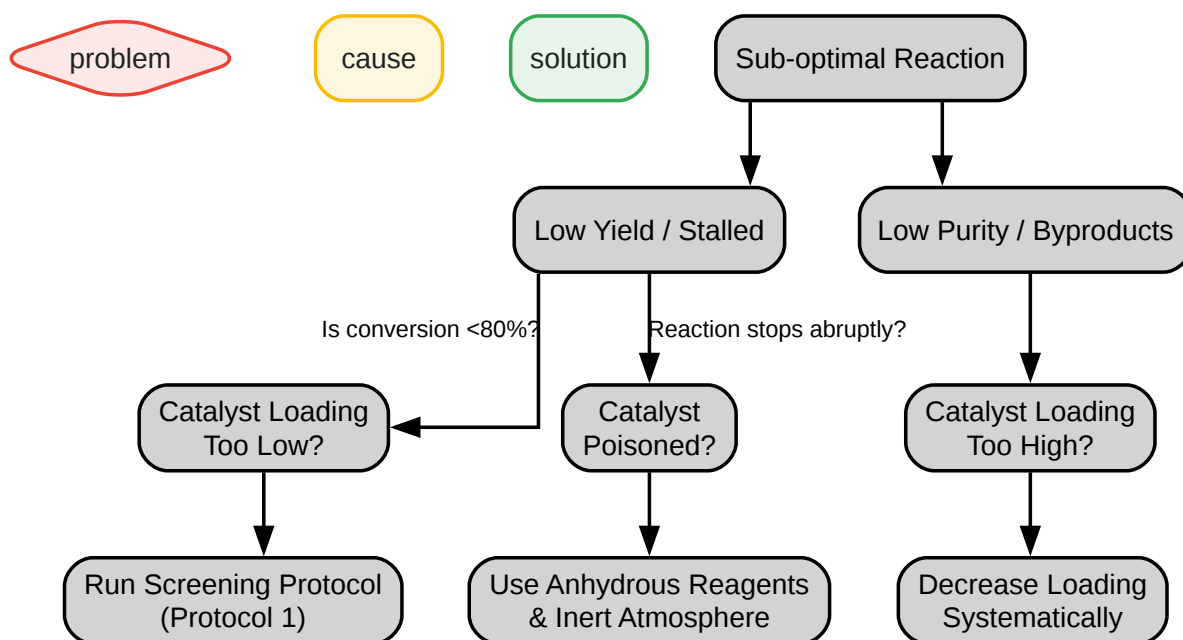 problem
cause
solution
Sub-optimal Reaction
Low Yield / Stalled
Low Purity / Byproducts
Is conversion <80%?
Reaction stops abruptly?
Catalyst Loading
Too Low?
Catalyst
Poisoned?
Catalyst Loading
Too High?
Run Screening Protocol
(Protocol 1)
Use Anhydrous Reagents
& Inert Atmosphere
Decrease Loading
Systematically